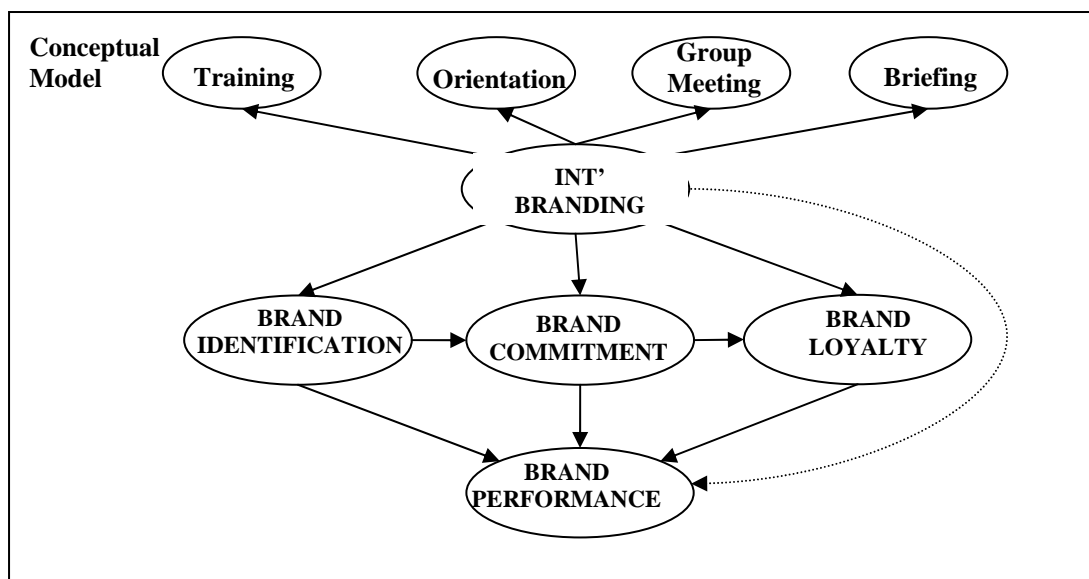 Conceptual
Model
Training
Orientation
Group
Meeting
Briefing
INT’
BRANDING
BRAND
IDENTIFICATION
BRAND
COMMITMENT
BRAND
LOYALTY
BRAND
PERFORMANCE